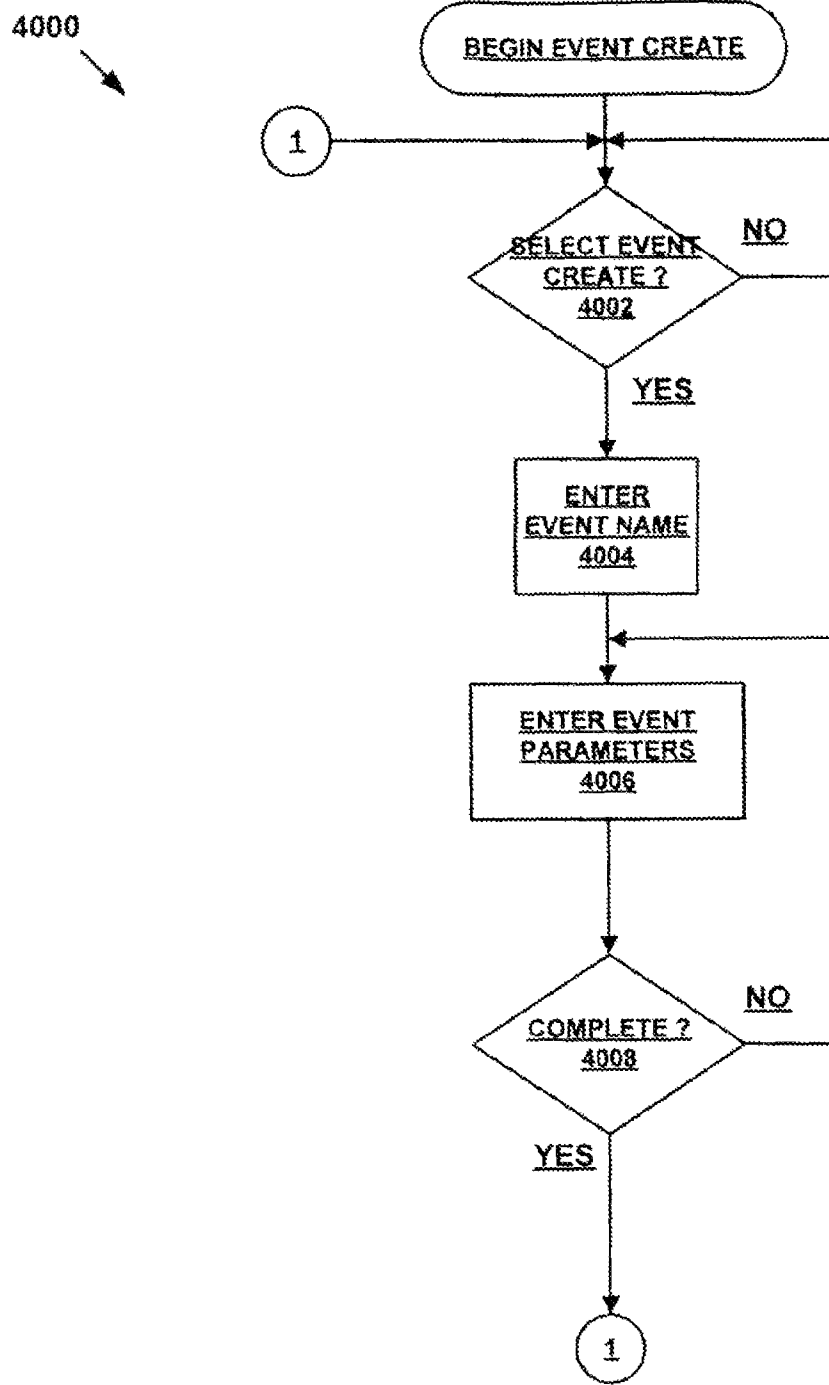 4000
BEGIN EVENT CREATE
1
SELECT EVENT
CREATE ?
4002
NO
YES
ENTER
EVENT NAME
4004
ENTER EVENT
PARAMETERS
4006
COMPLETE ?
4008
NO
YES
1